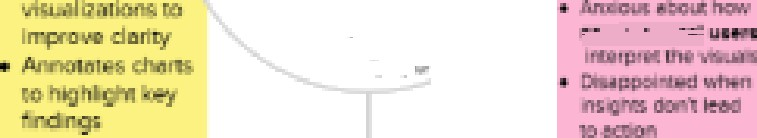 visualizations to
improve clarity
• Annotates charts
to highlight key
findings
• Anxious about how
users
interpret the visuals
• Disappointed when
insights don't lead
to action